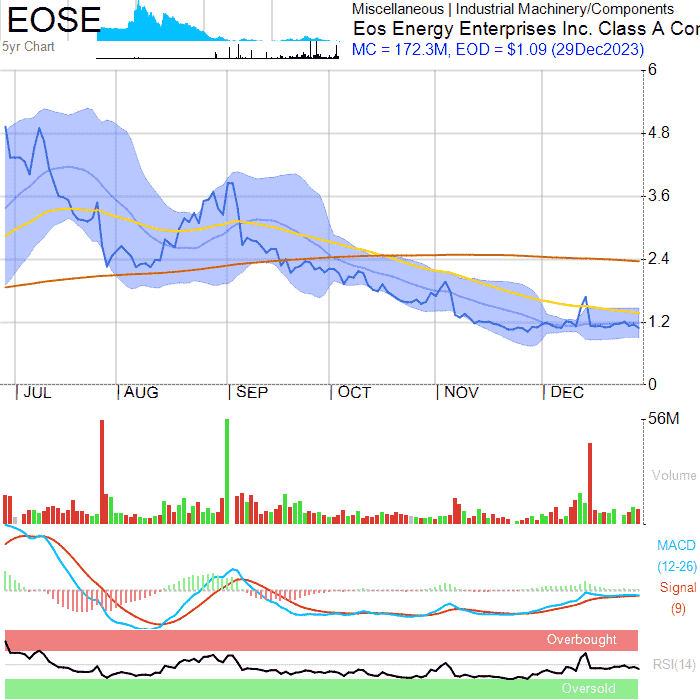 EOSE
5yr Chart
Miscellaneous | Industrial Machinery/Components
Eos Energy Enterprises Inc. Class A Cor
MC = 172.3M, EOD = $1.09 (29Dec2023)
6
4.8
3.6
2.4
1.2
0
JUL AUG SEP OCT NOV DEC
56M
Volume
MACD
(12-26)
Signal
(9)
Overbought
RSI(14)
Oversold